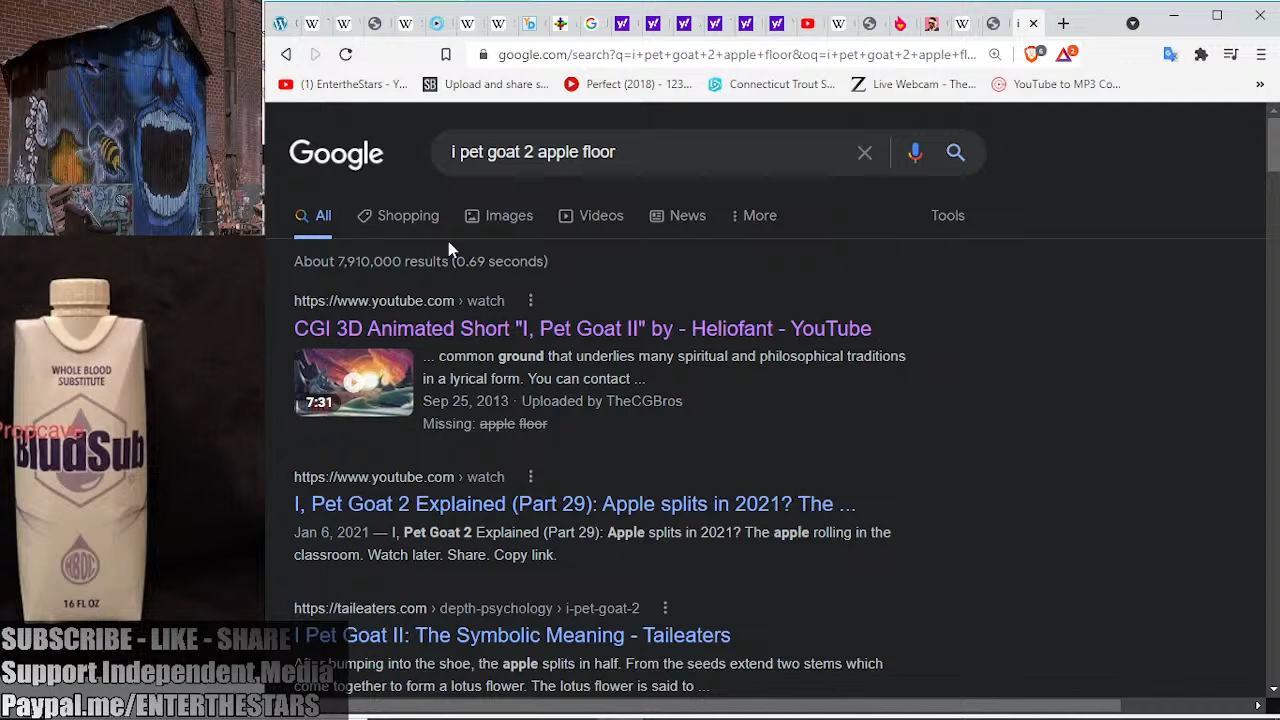 google.com/search?q=i+pet+goat+2+apple+floor&oq=i+pet+goat+2+apple+fl...
6
2
(1) EntertheStars - Y...
SB Upload and share s...
Perfect (2018) - 123...
Connecticut Trout S...
Z Live Webcam - The...
YouTube to MP3 Co...
»
Google
i pet goat 2 apple floor
All
Shopping
Images
Videos
News
More
Tools
About 7,910,000 results (0.69 seconds)
https://www.youtube.com › watch
CGI 3D Animated Short "I, Pet Goat II" by - Heliofant - YouTube
... common ground that underlies many spiritual and philosophical traditions
in a lyrical form. You can contact ...
7:31
Sep 25, 2013 · Uploaded by TheCGBros
Missing: apple floor
https://www.youtube.com › watch
I, Pet Goat 2 Explained (Part 29): Apple splits in 2021? The ...
Jan 6, 2021 — I, Pet Goat 2 Explained (Part 29): Apple splits in 2021? The apple rolling in the
classroom. Watch later. Share. Copy link.
https://taileaters.com › depth-psychology › i-pet-goat-2
I Pet Goat II: The Symbolic Meaning - Taileaters
After bumping into the shoe, the apple splits in half. From the seeds extend two stems which
come together to form a lotus flower. The lotus flower is said to ...
WHOLE BLOOD
SUBSTITUTE
Propcave
BludSub
HBOC
16 FL OZ
SUBSCRIBE - LIKE - SHARE
Support Independent Media
Paypal.me/ENTERTHESTARS